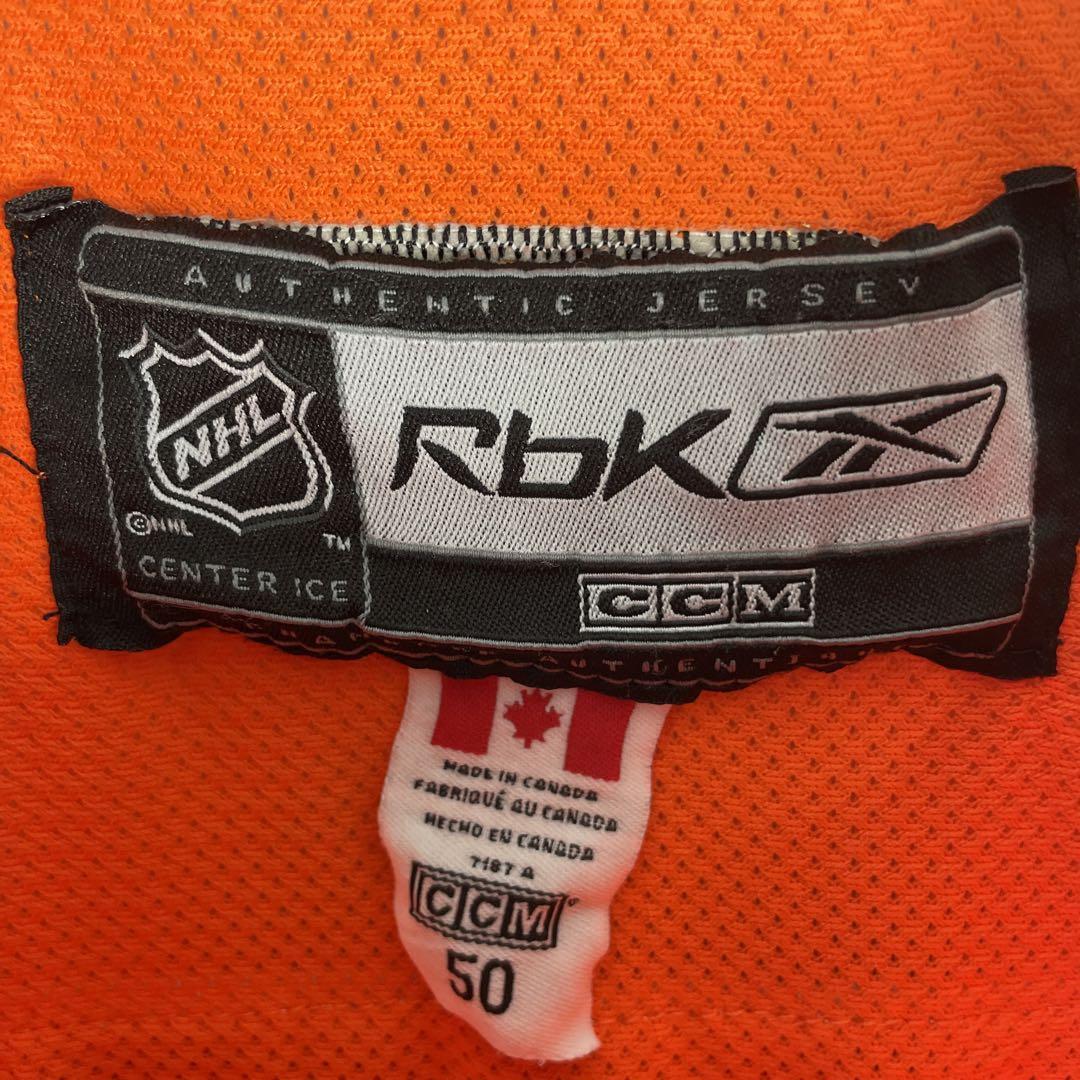 AUTHENTIC JERSEY
NHL
©NHL
TM
CENTER ICE
RbK
CCM
AUTHENTI
MADE IN CANADA
FABRIQUÉ AU CANADA
HECHO EN CANADA
7187 A
CCM
50